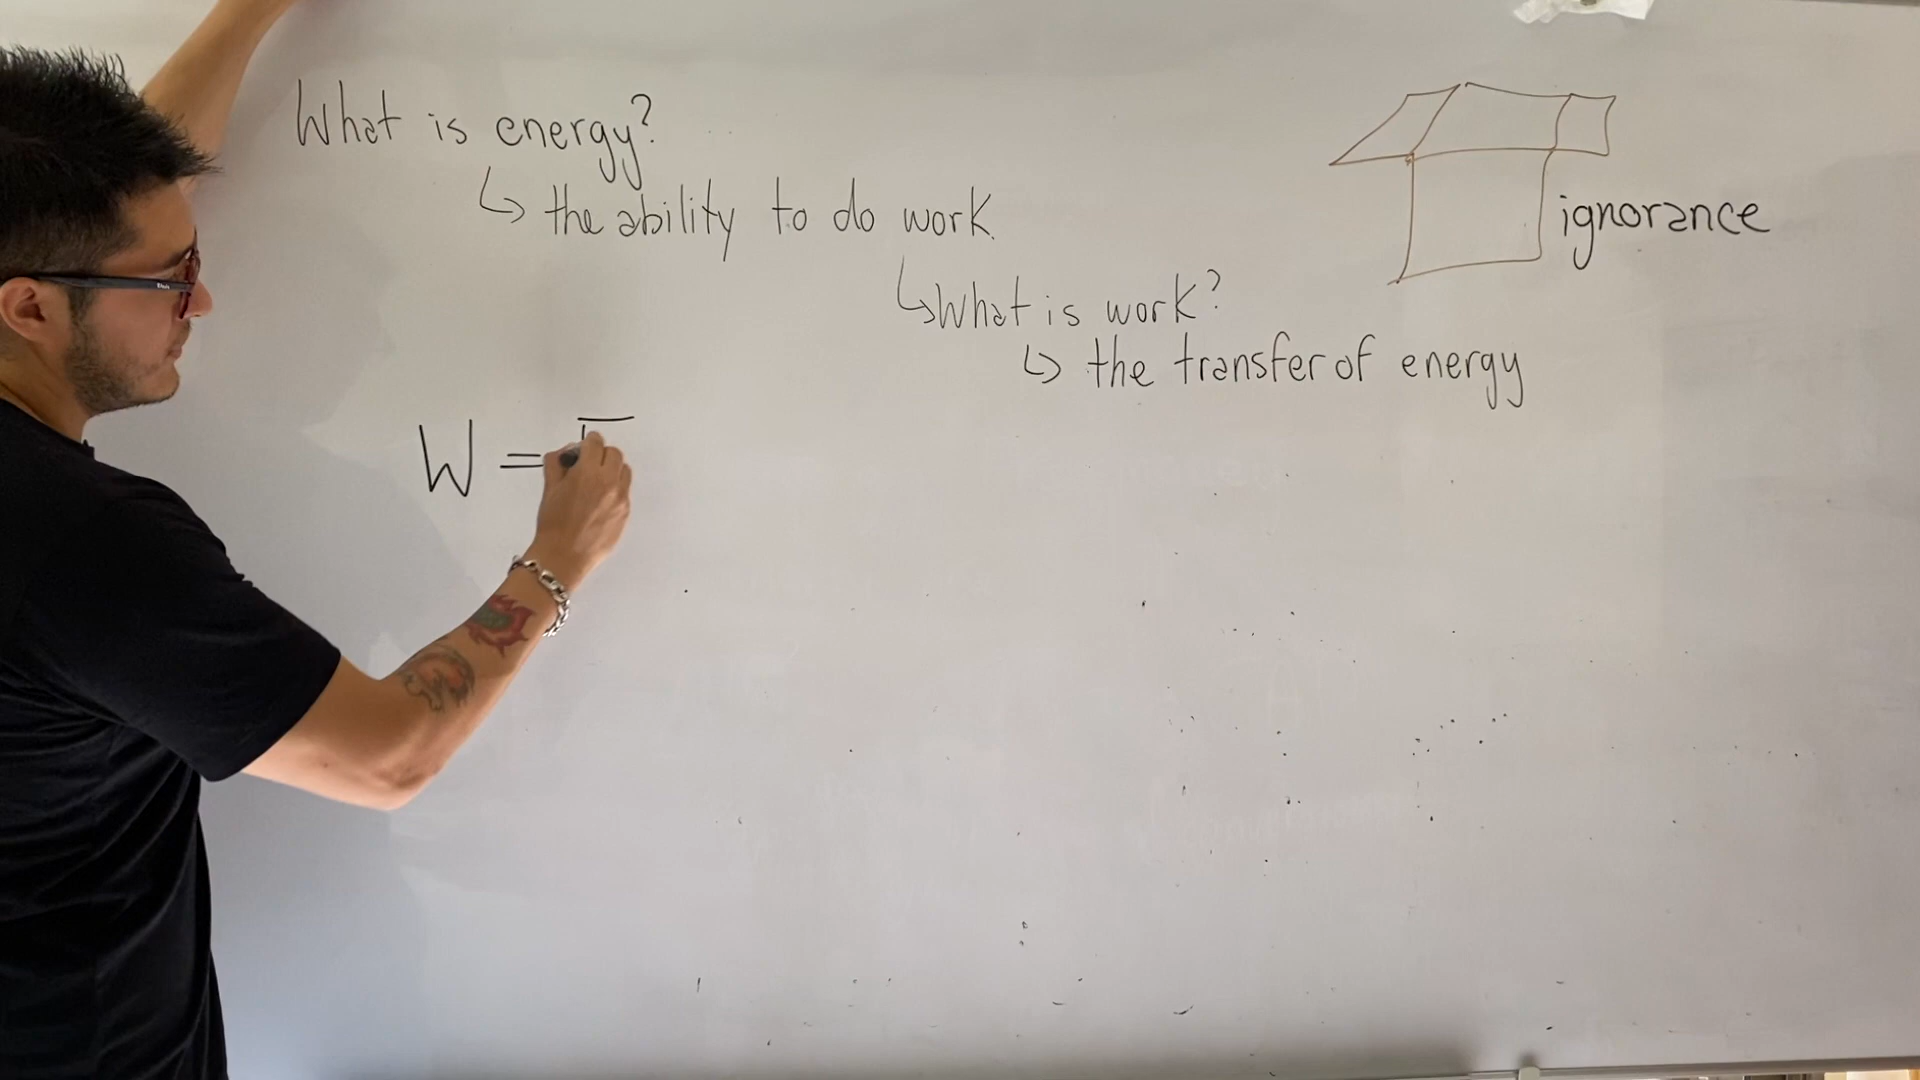 What is energy?
↳ the ability to do work.
↳ What is work?
↳ the transfer of energy
ignorance
W =